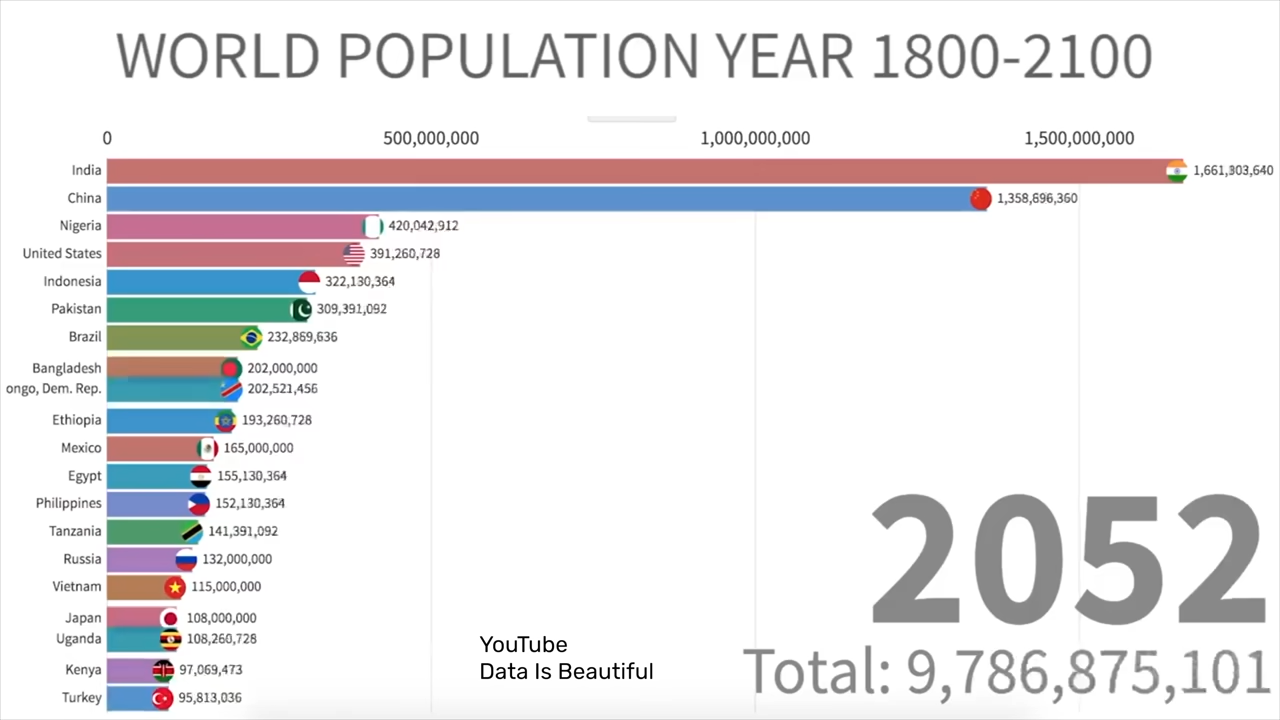 WORLD POPULATION YEAR 1800-2100
0 500,000,000 1,000,000,000 1,500,000,000
India 1,661,303,640
China 1,358,696,360
Nigeria 420,042,912
United States 391,260,728
Indonesia 322,130,364
Pakistan 309,391,092
Brazil 232,869,636
Bangladesh 202,000,000
ongo, Dem. Rep. 202,521,456
Ethiopia 193,260,728
Mexico 165,000,000
Egypt 155,130,364
Philippines 152,130,364
Tanzania 141,391,092
Russia 132,000,000
Vietnam 115,000,000
Japan 108,000,000
Uganda 108,260,728
Kenya 97,069,473
Turkey 95,813,036
2052
Total: 9,786,875,101
YouTube
Data Is Beautiful